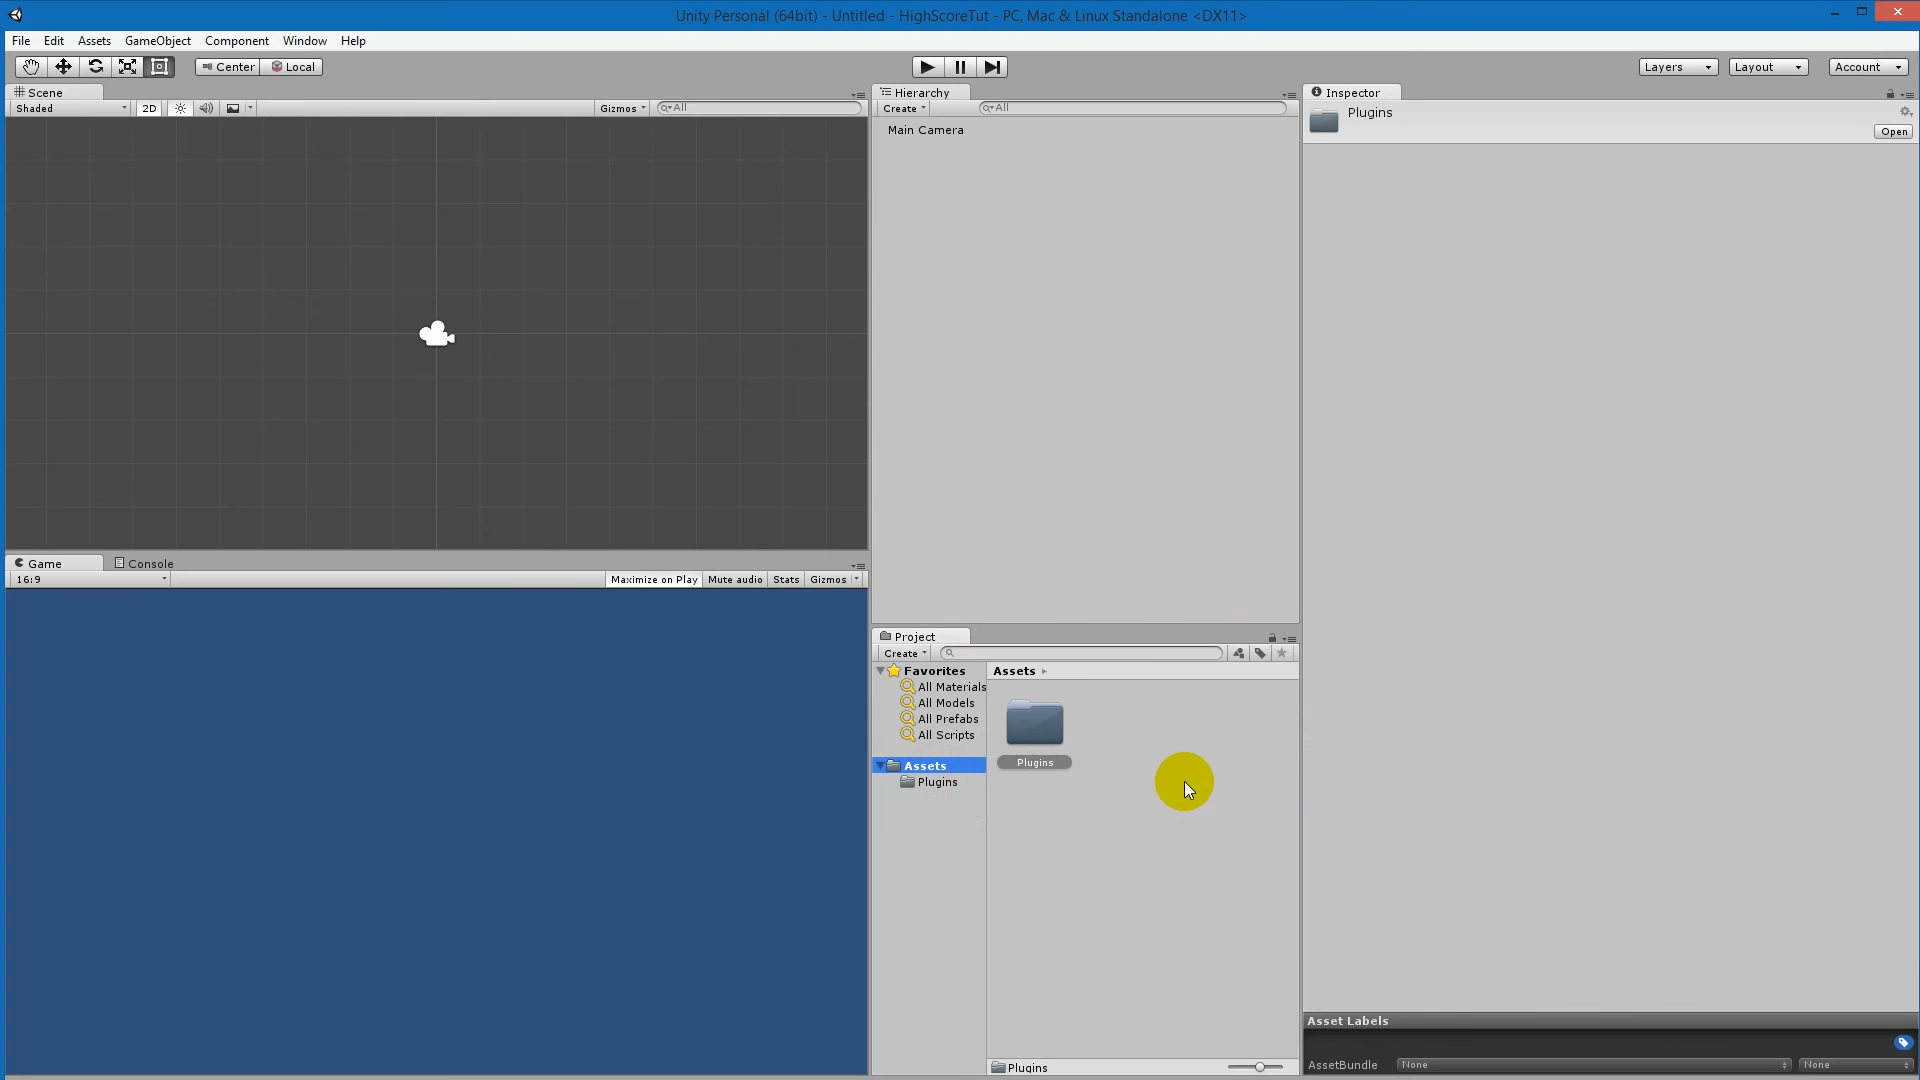 Unity Personal (64bit) - Untitled - HighScoreTut - PC, Mac & Linux Standalone <DX11>
File Edit Assets GameObject Component Window Help
Center Local Layers Layout Account
Scene
Shaded 2D Gizmos All
Hierarchy
Create All
Main Camera
Inspector
Plugins
Open
Game Console
16:9 Maximize on Play Mute audio Stats Gizmos
Project
Create
Favorites
All Materials
All Models
All Prefabs
All Scripts
Assets
Plugins
Assets
Plugins
Plugins
Asset Labels
AssetBundle None None